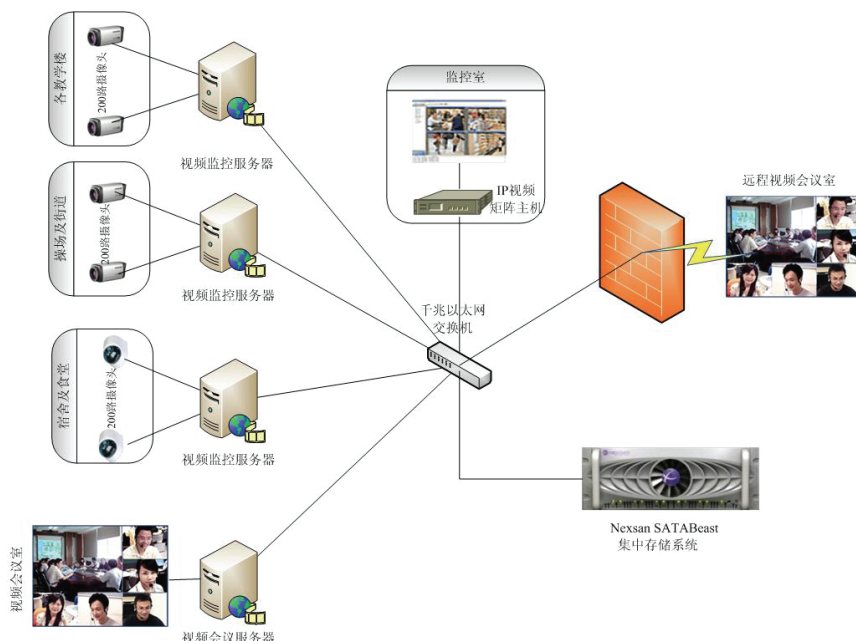 各教学楼
200路摄像头
视频监控服务器
操场及街道
200路摄像头
视频监控服务器
宿舍及食堂
200路摄像头
视频监控服务器
视频会议室
视频会议服务器
监控室
IP视频
矩阵主机
千兆以太网
交换机
远程视频会议室
Nexsan SATABeast
集中存储系统